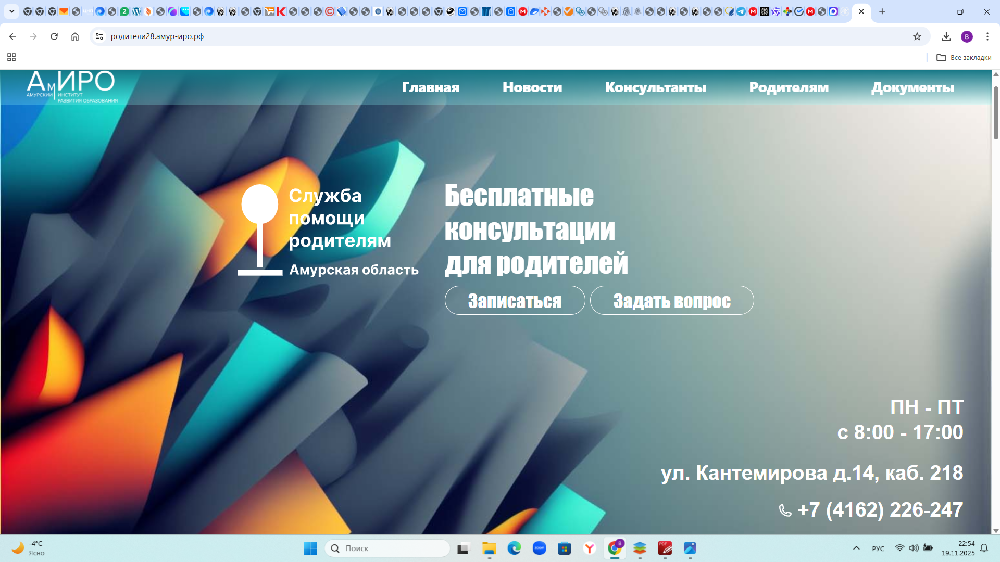 родители28.амур-иро.рф
Все закладки
АмИРО
АМУРСКИЙ ИНСТИТУТ
РАЗВИТИЯ ОБРАЗОВАНИЯ
Главная
Новости
Консультанты
Родителям
Документы
Служба
помощи
родителям
Амурская область
Бесплатные
консультации
для родителей
Записаться
Задать вопрос
ПН - ПТ
с 8:00 - 17:00
ул. Кантемирова д.14, каб. 218
+7 (4162) 226-247
-4°C
Ясно
Поиск
РУС
22:54
19.11.2025